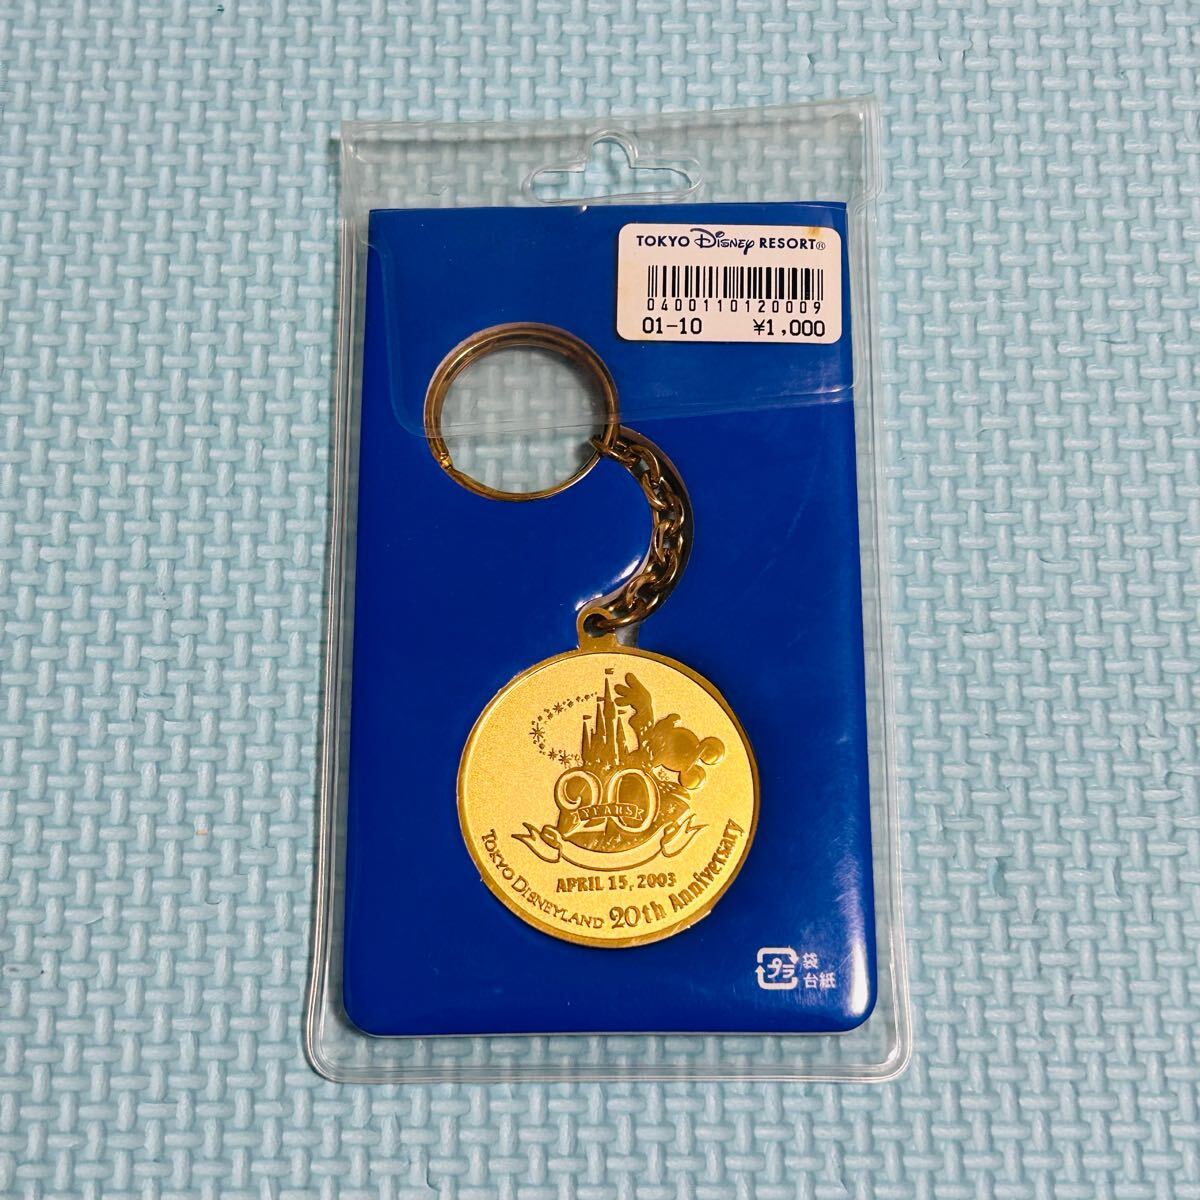 TOKYO Disney RESORT®
0400110120009
01-10 ¥1,000
20
YEARS
APRIL 15, 2003
TOKYO DISNEYLAND 20th Anniversary
プラ 袋
台紙